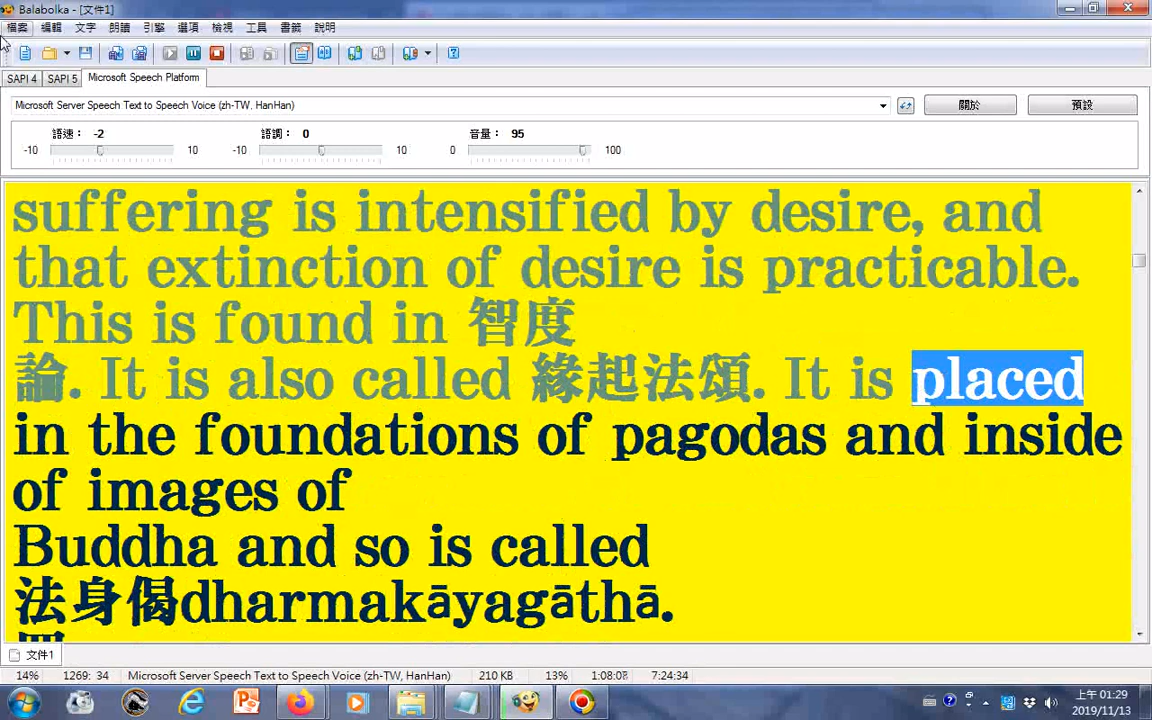 Balabolka - [文件1]
檔案 編輯 文字 朗讀 引擎 選項 檢視 工具 書籤 說明
SAPI 4 SAPI 5 Microsoft Speech Platform
Microsoft Server Speech Text to Speech Voice (zh-TW, HanHan) 關於 預設
語速： -2 語調： 0 音量： 95
-10 10 -10 10 0 100
suffering is intensified by desire, and
that extinction of desire is practicable.
This is found in 智度
論. It is also called 緣起法頌. It is placed
in the foundations of pagodas and inside
of images of
Buddha and so is called
法身偈dharmakāyagāthā.
文件1
14% 1269: 34 Microsoft Server Speech Text to Speech Voice (zh-TW, HanHan) 210 KB 13% 1:08:08 7:24:34
上午 01:29
2019/11/13